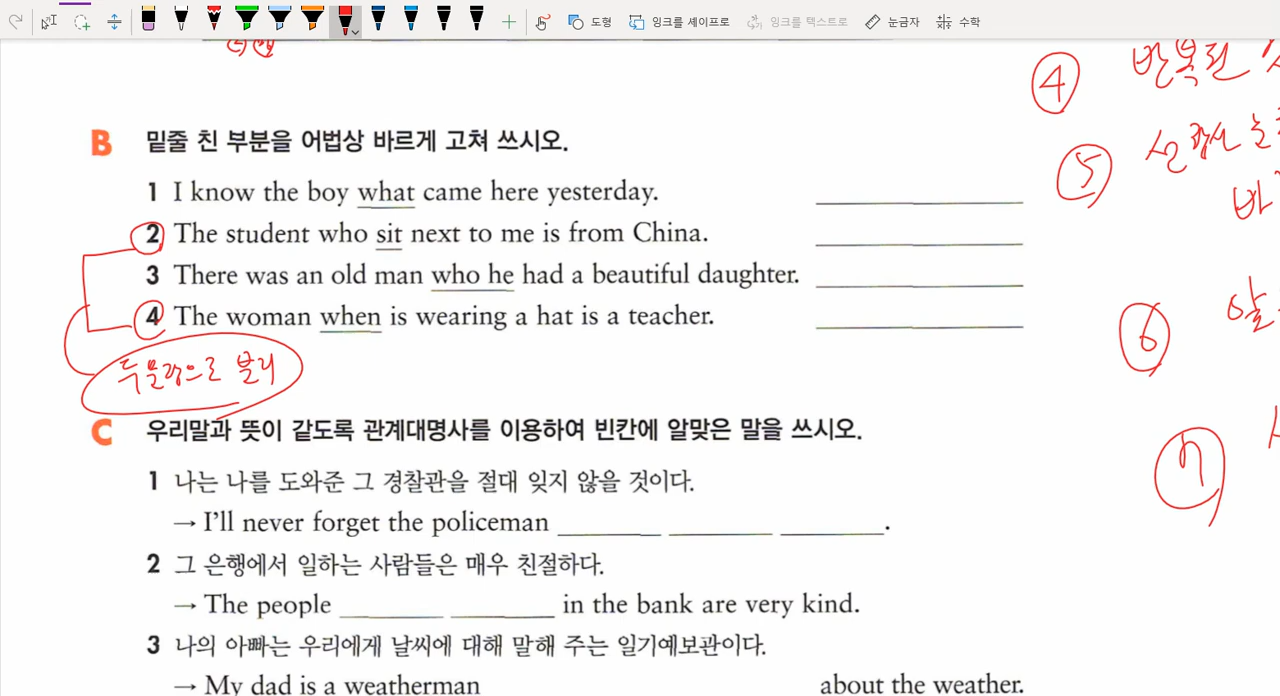 도형 잉크를 셰이프로 잉크를 텍스트로 눈금자 수학
④ 반복된
⑤
바
⑥
⑦
B 밑줄 친 부분을 어법상 바르게 고쳐 쓰시오.
1 I know the boy what came here yesterday.
2 The student who sit next to me is from China.
3 There was an old man who he had a beautiful daughter.
4 The woman when is wearing a hat is a teacher.
두 문장으로 분리
C 우리말과 뜻이 같도록 관계대명사를 이용하여 빈칸에 알맞은 말을 쓰시오.
1 나는 나를 도와준 그 경찰관을 절대 잊지 않을 것이다.
→ I'll never forget the policeman ______ ______ ______.
2 그 은행에서 일하는 사람들은 매우 친절하다.
→ The people ______ ______ in the bank are very kind.
3 나의 아빠는 우리에게 날씨에 대해 말해 주는 일기예보관이다.
→ My dad is a weatherman about the weather.